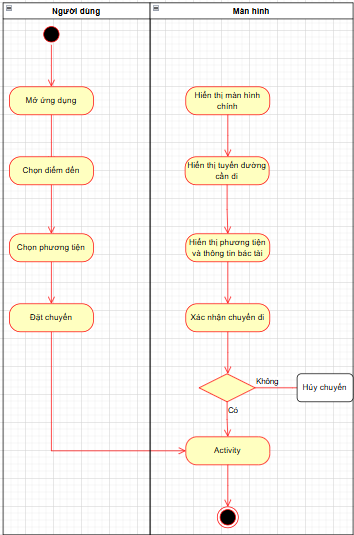 Người dùng
Màn hình
Mở ứng dụng
Hiển thị màn hình
chính
Chọn điểm đến
Hiển thị tuyến đường
cần đi
Chọn phương tiện
Hiển thị phương tiện
và thông tin bác tài
Đặt chuyến
Xác nhận chuyến đi
Không
Hủy chuyến
Có
Activity